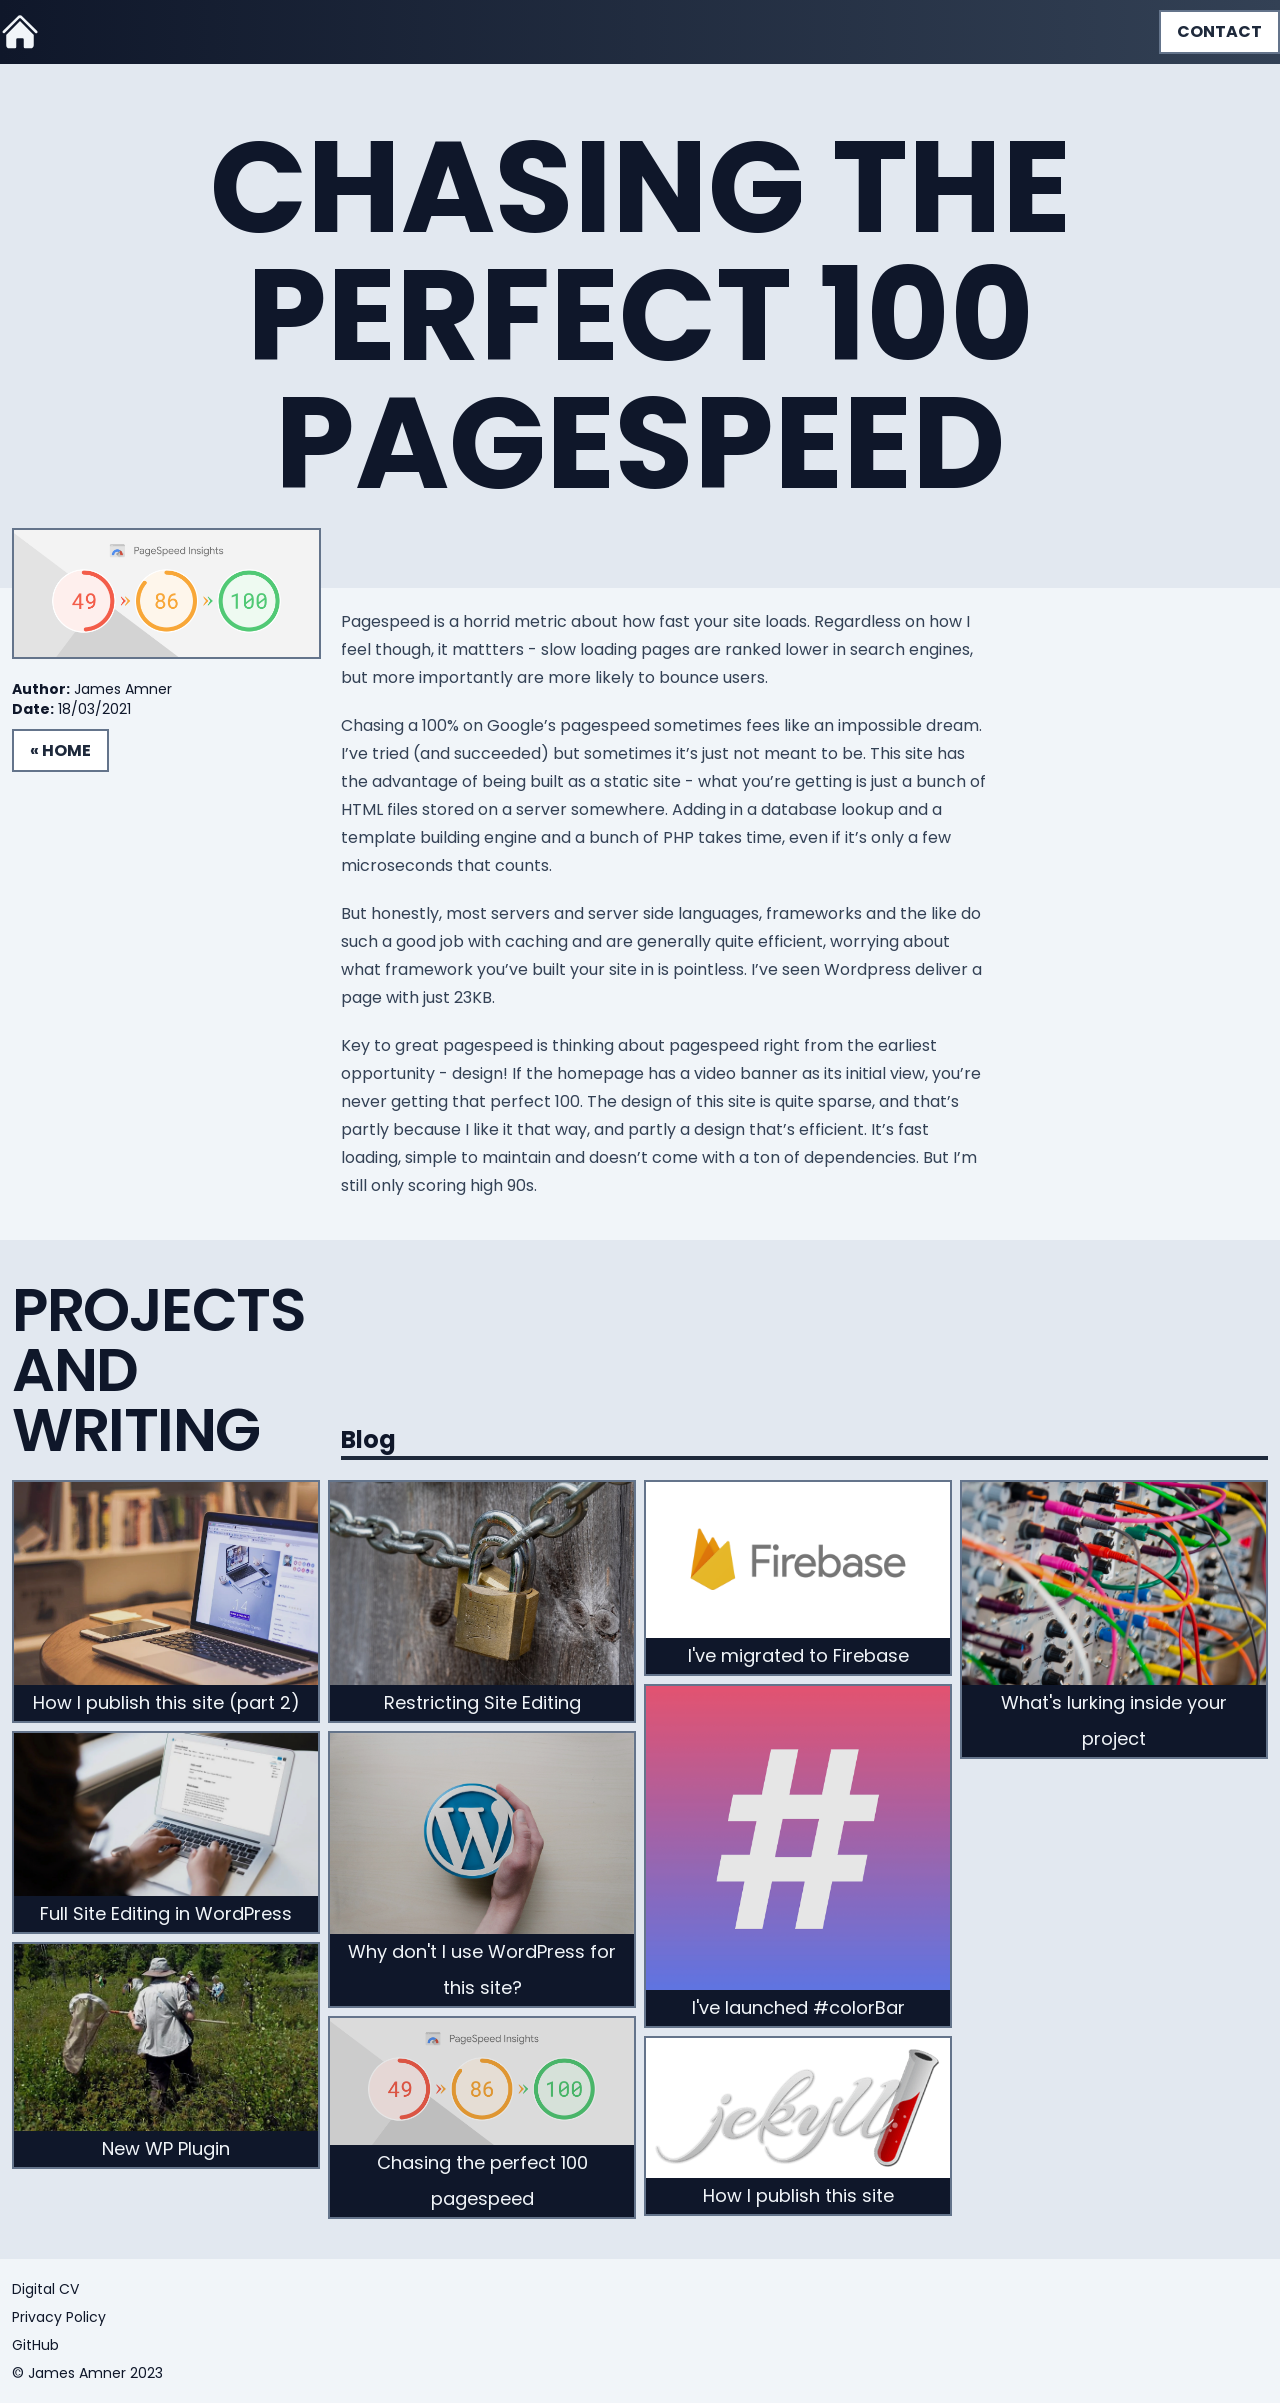 CONTACT
CHASING THE
PERFECT 100
PAGESPEED
PageSpeed Insights
49 » 86 » 100
Author: James Amner
Date: 18/03/2021
« HOME
Pagespeed is a horrid metric about how fast your site loads. Regardless on how I
feel though, it mattters - slow loading pages are ranked lower in search engines,
but more importantly are more likely to bounce users.
Chasing a 100% on Google’s pagespeed sometimes fees like an impossible dream.
I’ve tried (and succeeded) but sometimes it’s just not meant to be. This site has
the advantage of being built as a static site - what you’re getting is just a bunch of
HTML files stored on a server somewhere. Adding in a database lookup and a
template building engine and a bunch of PHP takes time, even if it’s only a few
microseconds that counts.
But honestly, most servers and server side languages, frameworks and the like do
such a good job with caching and are generally quite efficient, worrying about
what framework you’ve built your site in is pointless. I’ve seen Wordpress deliver a
page with just 23KB.
Key to great pagespeed is thinking about pagespeed right from the earliest
opportunity - design! If the homepage has a video banner as its initial view, you’re
never getting that perfect 100. The design of this site is quite sparse, and that’s
partly because I like it that way, and partly a design that’s efficient. It’s fast
loading, simple to maintain and doesn’t come with a ton of dependencies. But I’m
still only scoring high 90s.
PROJECTS
AND
WRITING
Blog
How I publish this site (part 2)
Full Site Editing in WordPress
New WP Plugin
Restricting Site Editing
W
Why don't I use WordPress for
this site?
PageSpeed Insights
49 » 86 » 100
Chasing the perfect 100
pagespeed
Firebase
I've migrated to Firebase
#
I've launched #colorBar
jekyll
How I publish this site
What's lurking inside your
project
Digital CV
Privacy Policy
GitHub
© James Amner 2023